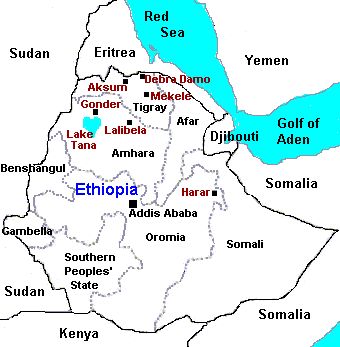 Red
Sea
Sudan
Eritrea
Yemen
Debra Damo
Aksum
Mekele
Gonder
Tigray
Afar
Lalibela
Djibouti
Gulf of
Aden
Lake
Tana
Amhara
Benshangul
Somalia
Ethiopia
Harar
Addis Ababa
Gambella
Oromia
Somali
Southern
Peoples'
State
Sudan
Somalia
Kenya